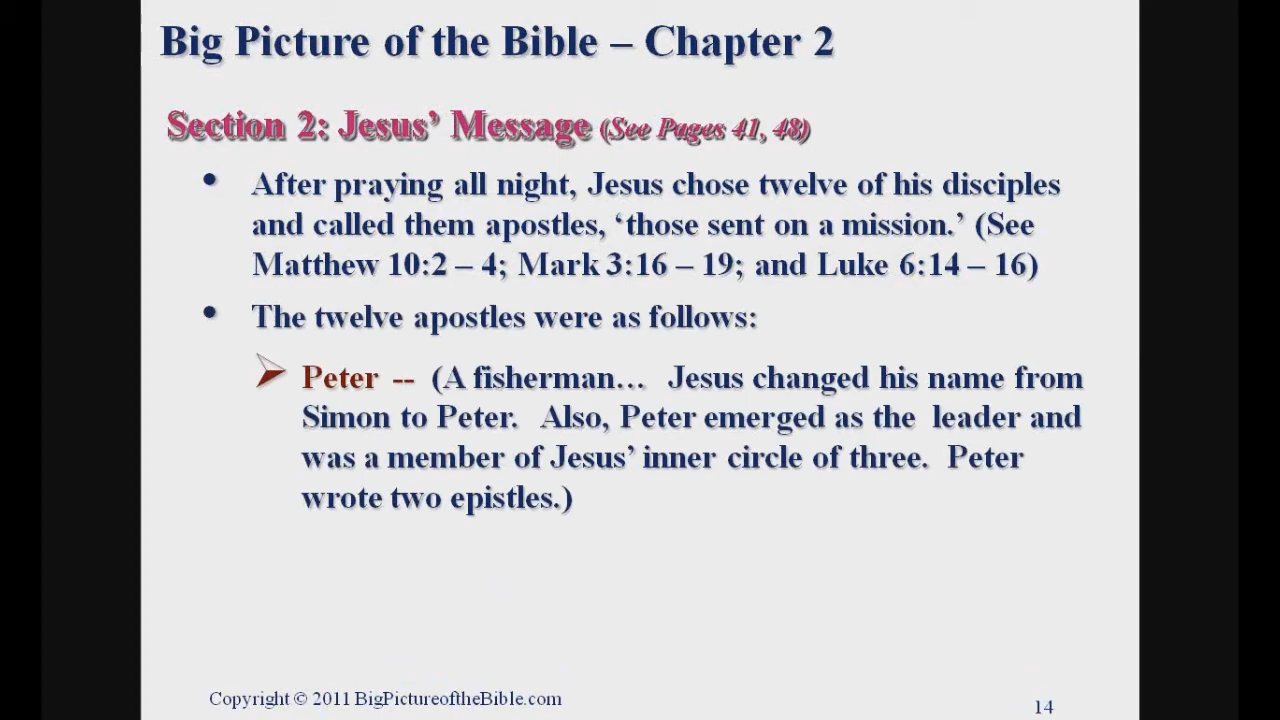 Big Picture of the Bible – Chapter 2
Section 2: Jesus’ Message (See Pages 41, 48)
• After praying all night, Jesus chose twelve of his disciples
and called them apostles, ‘those sent on a mission.’ (See
Matthew 10:2 – 4; Mark 3:16 – 19; and Luke 6:14 – 16)
• The twelve apostles were as follows:
➢ Peter -- (A fisherman… Jesus changed his name from
Simon to Peter. Also, Peter emerged as the leader and
was a member of Jesus’ inner circle of three. Peter
wrote two epistles.)
Copyright © 2011 BigPictureoftheBible.com
14